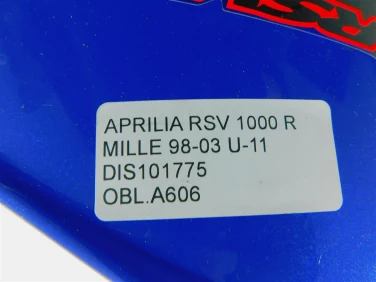 APRILIA RSV 1000 R
MILLE 98-03 U-11
DIS101775
OBL.A606